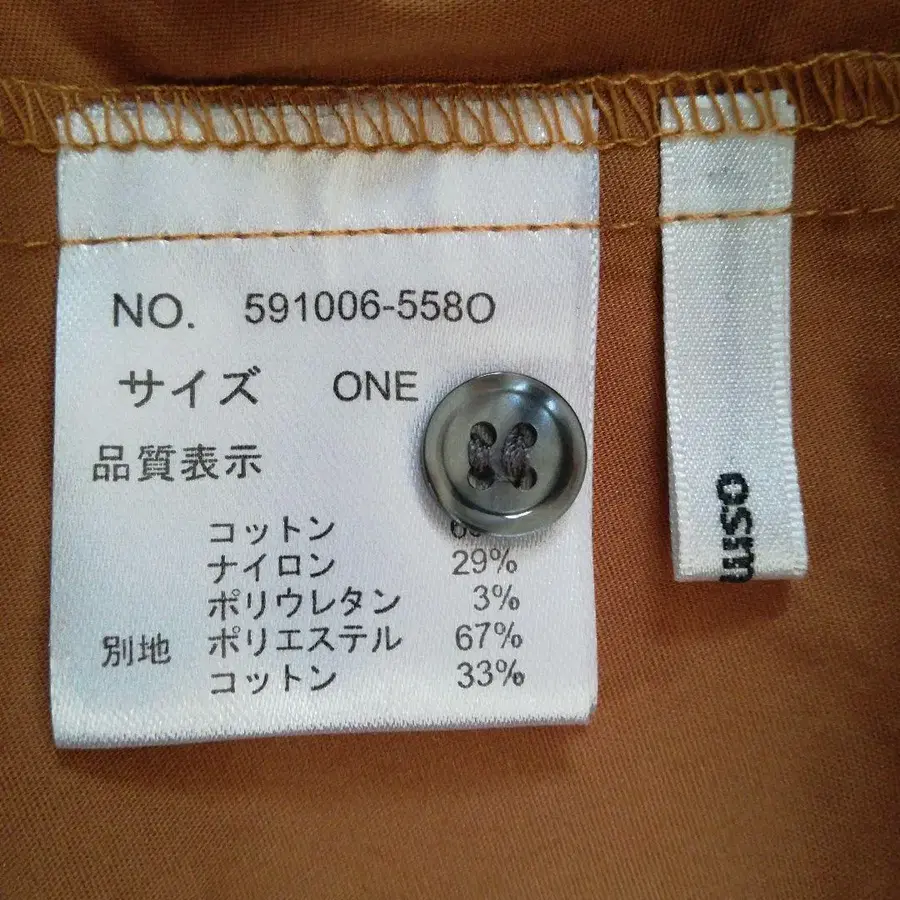 NO. 591006-558O
サイズ ONE
品質表示
コットン
ナイロン 29%
ポリウレタン 3%
別地 ポリエステル 67%
コットン 33%